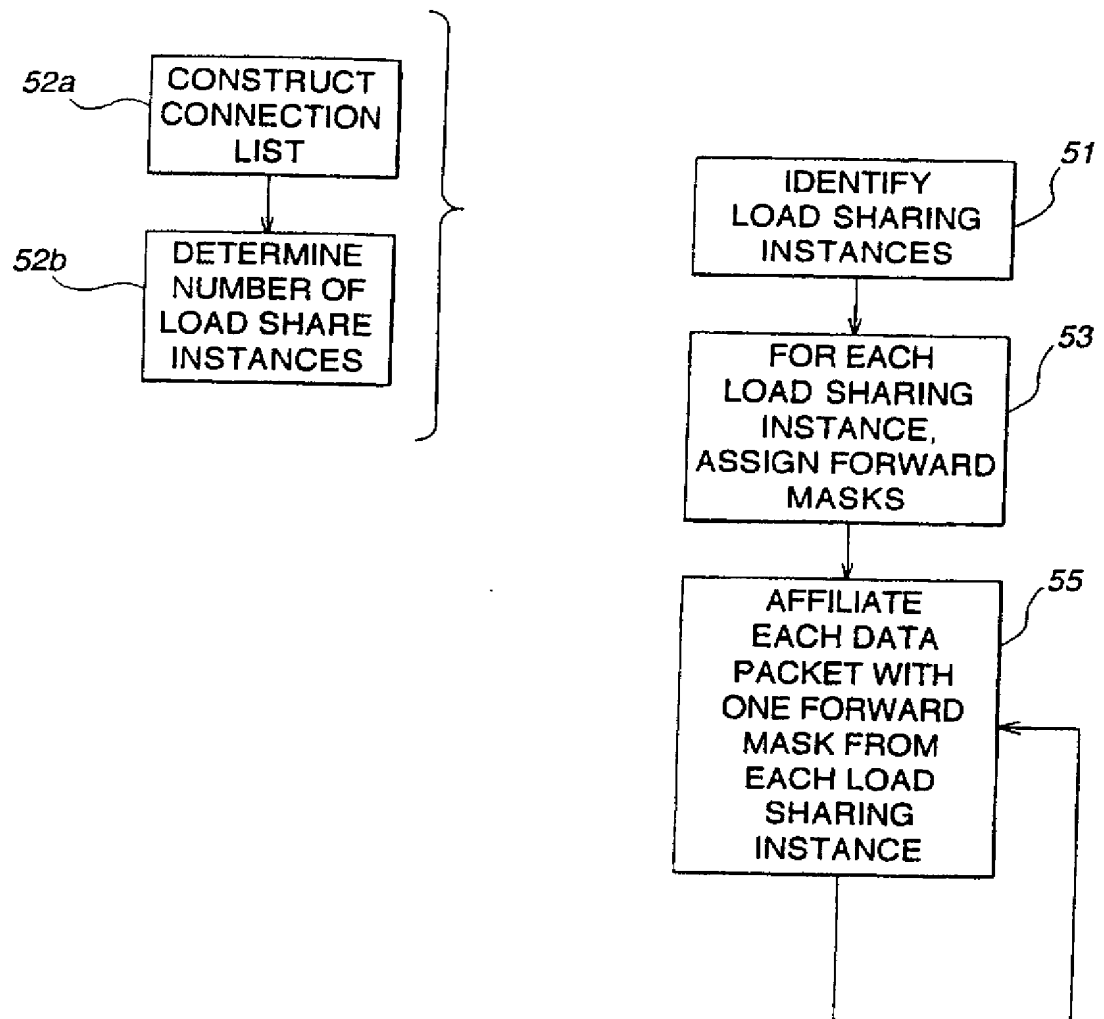 52a
CONSTRUCT
CONNECTION
LIST
52b
DETERMINE
NUMBER OF
LOAD SHARE
INSTANCES
51
IDENTIFY
LOAD SHARING
INSTANCES
53
FOR EACH
LOAD SHARING
INSTANCE,
ASSIGN FORWARD
MASKS
55
AFFILIATE
EACH DATA
PACKET WITH
ONE FORWARD
MASK FROM
EACH LOAD
SHARING
INSTANCE